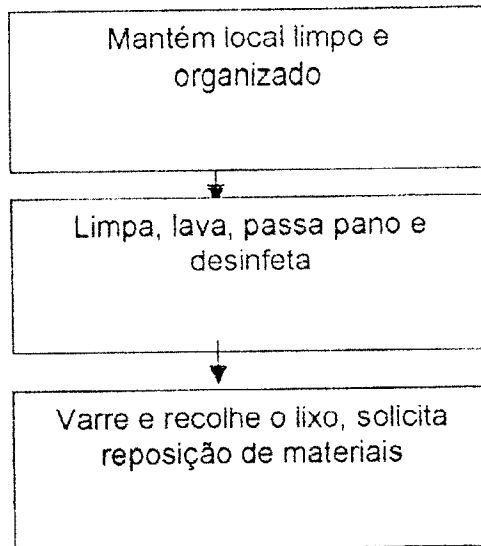 Mantém local limpo e
organizado
Limpa, lava, passa pano e
desinfeta
Varre e recolhe o lixo, solicita
reposição de materiais